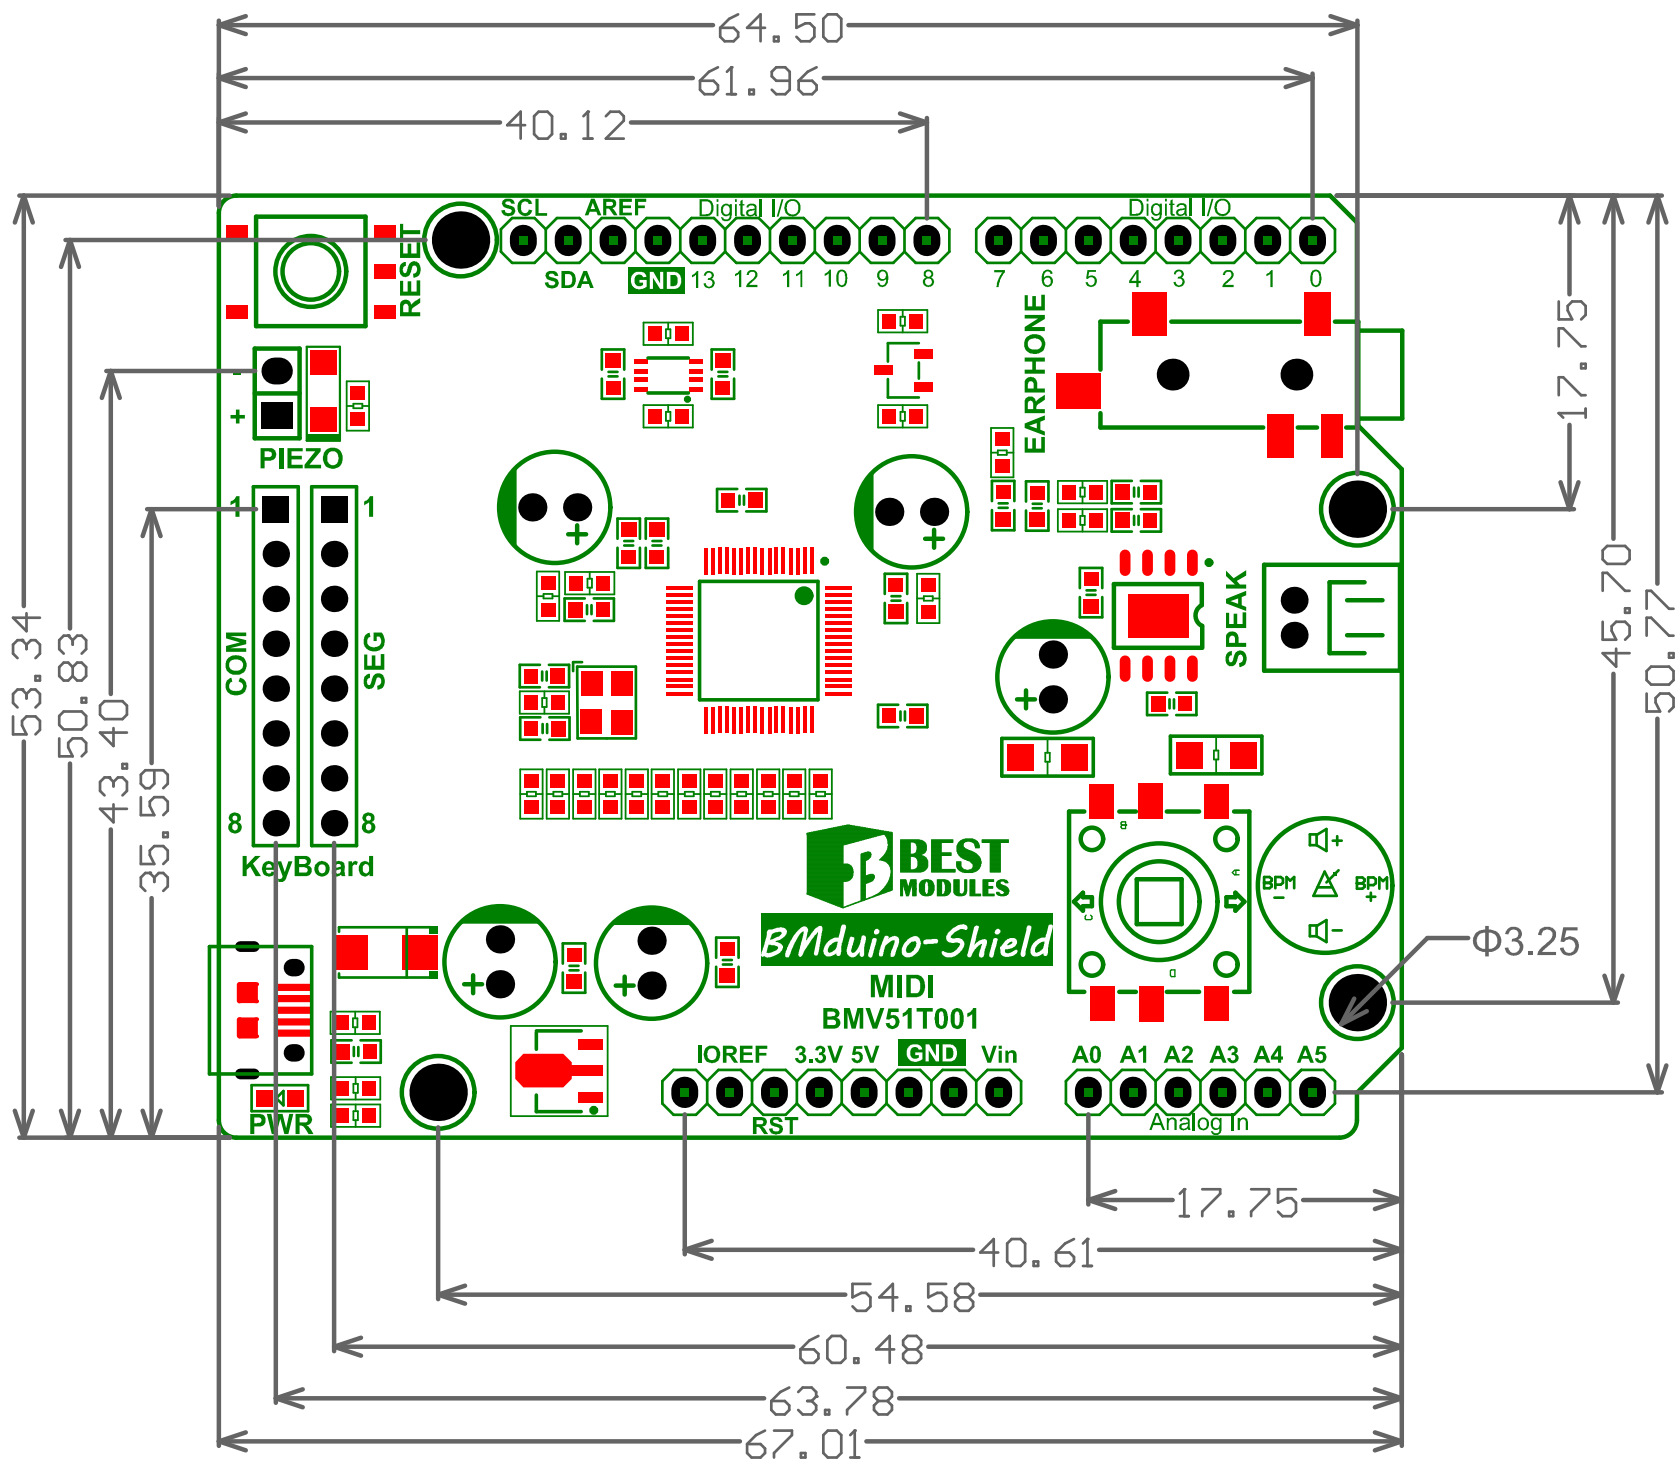 64.50
61.96
40.12
SCL AREF Digital I/O Digital I/O
SDA GND 13 12 11 10 9 8 7 6 5 4 3 2 1 0
RESET
EARPHONE
17.75
-
+
PIEZO
1 1
COM SEG
8 8
KeyBoard
SPEAK
53.34
50.83
43.40
35.59
45.70
50.77
+
+
+
+
+
BEST
MODULES
BMduino-Shield
MIDI
BMV51T001
B
A
C
D
+
BPM
-
BPM
+
-
Φ3.25
IOREF 3.3V 5V GND Vin A0 A1 A2 A3 A4 A5
PWR RST Analog In
17.75
40.61
54.58
60.48
63.78
67.01